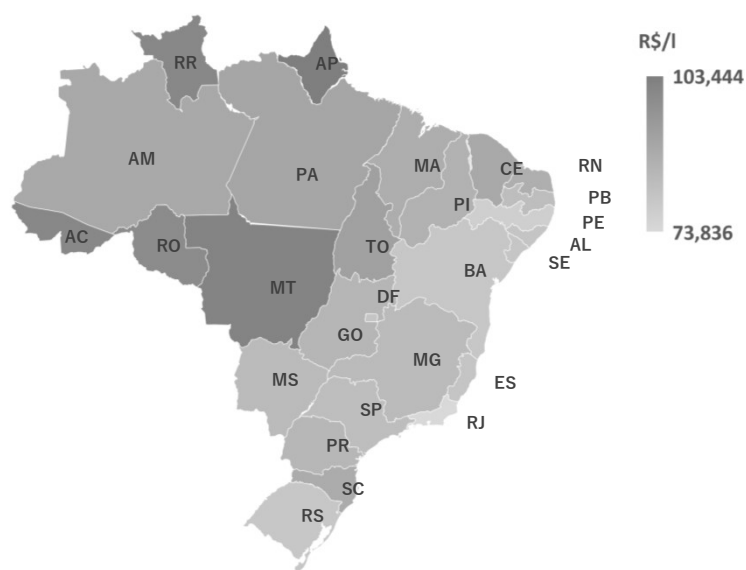 R$/l
103,444
73,836
RR
AP
AM
PA
MA
CE
RN
PB
PI
PE
AL
SE
AC
RO
TO
BA
MT
DF
GO
MG
MS
ES
SP
RJ
PR
SC
RS